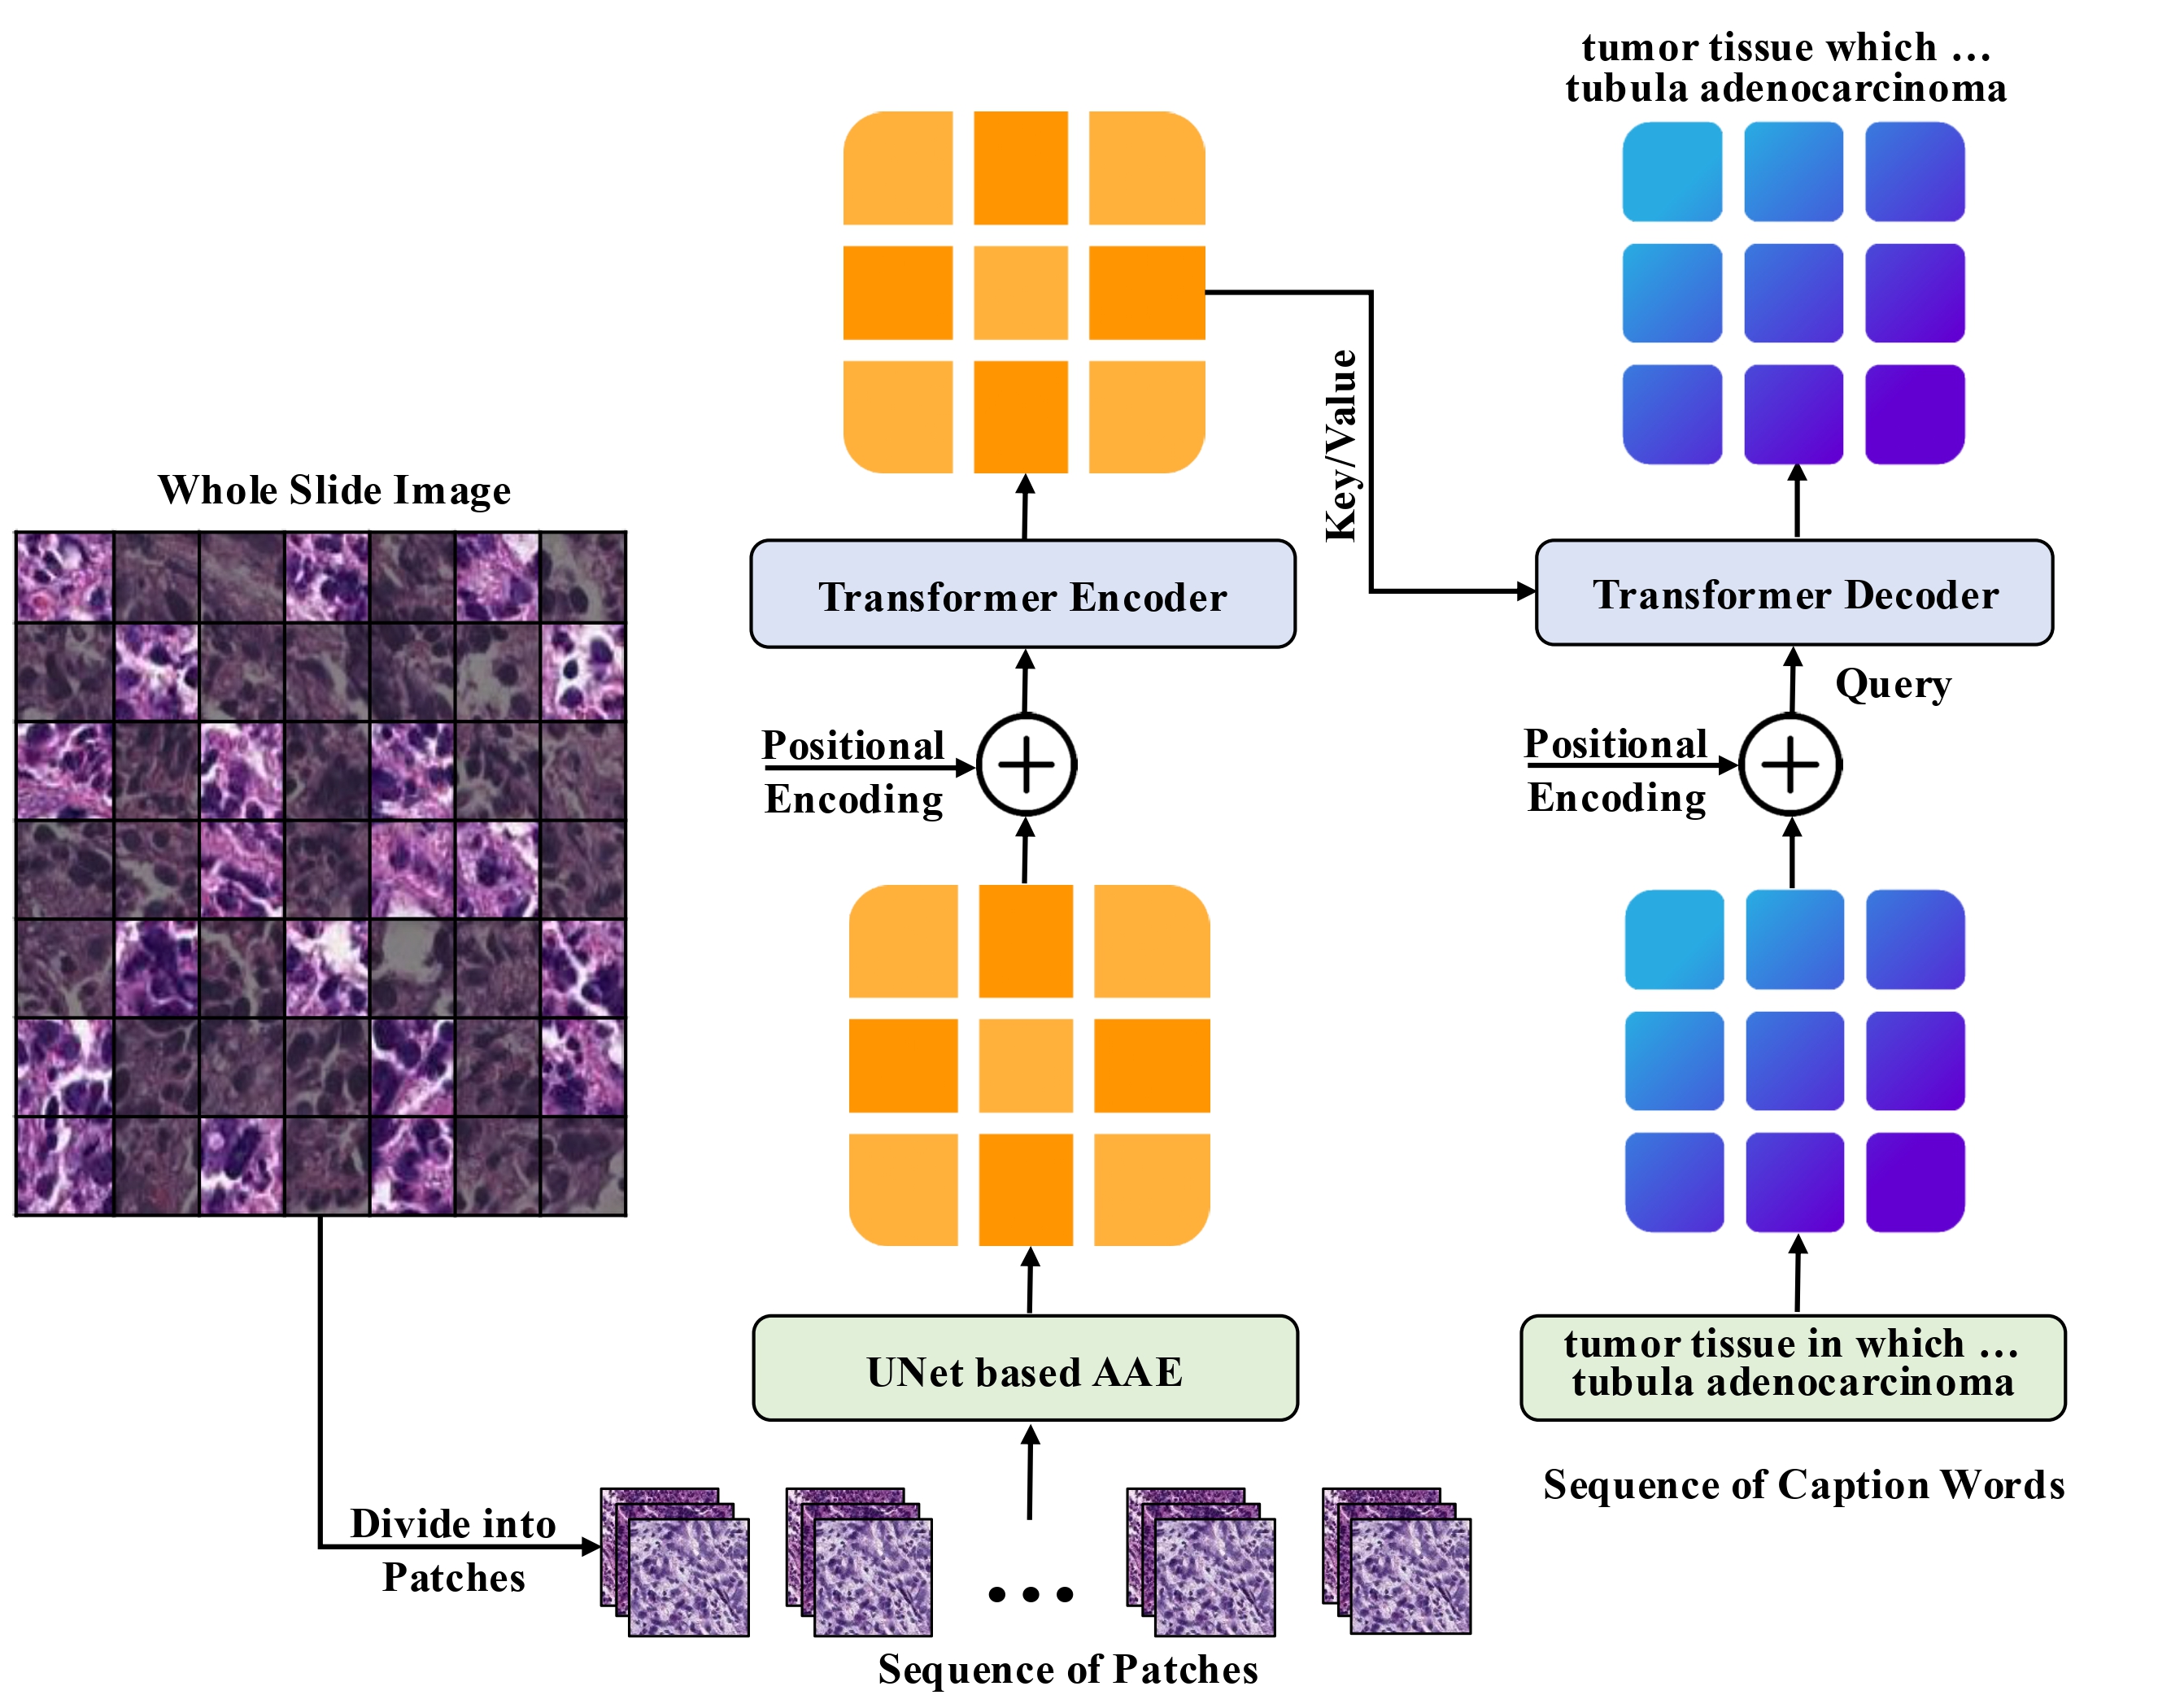 Whole Slide Image
Divide into
Patches
Sequence of Patches
UNet based AAE
Positional
Encoding
Transformer Encoder
Key/Value
Sequence of Caption Words
tumor tissue in which …
tubula adenocarcinoma
Positional
Encoding
Query
Transformer Decoder
tumor tissue which …
tubula adenocarcinoma